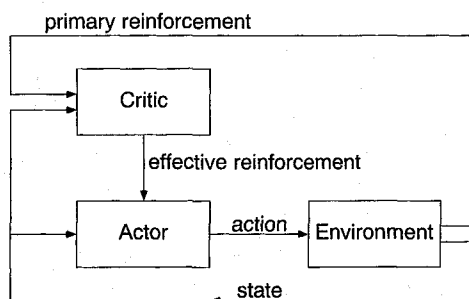 primary reinforcement
Critic
effective reinforcement
Actor
action
Environment
state